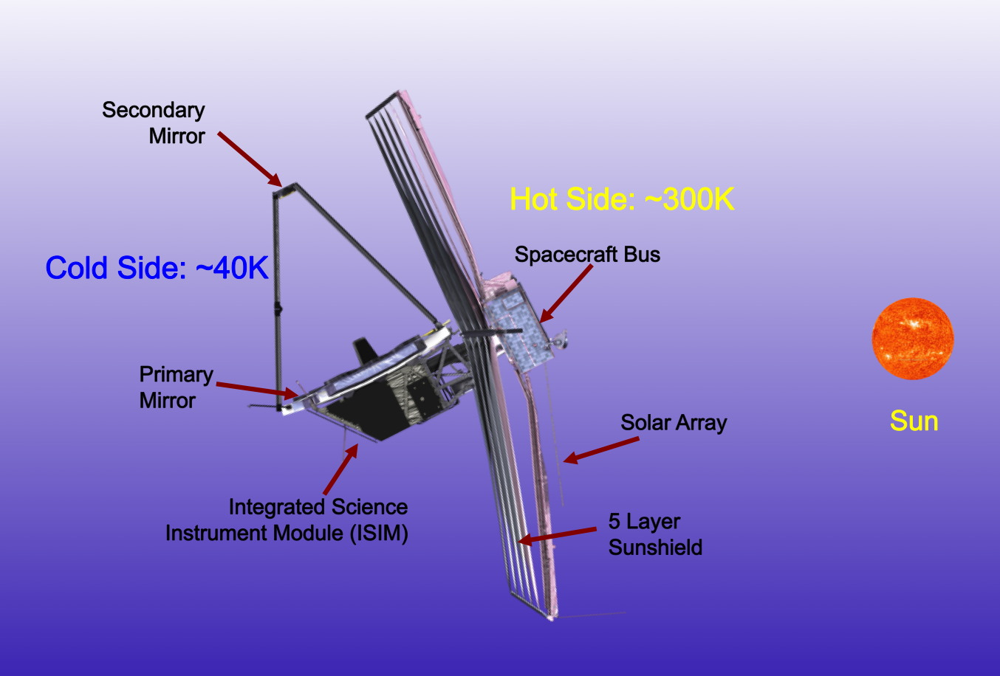 Secondary
Mirror
Hot Side: ~300K
Spacecraft Bus
Cold Side: ~40K
Primary
Mirror
Solar Array
Sun
Integrated Science
Instrument Module (ISIM)
5 Layer
Sunshield